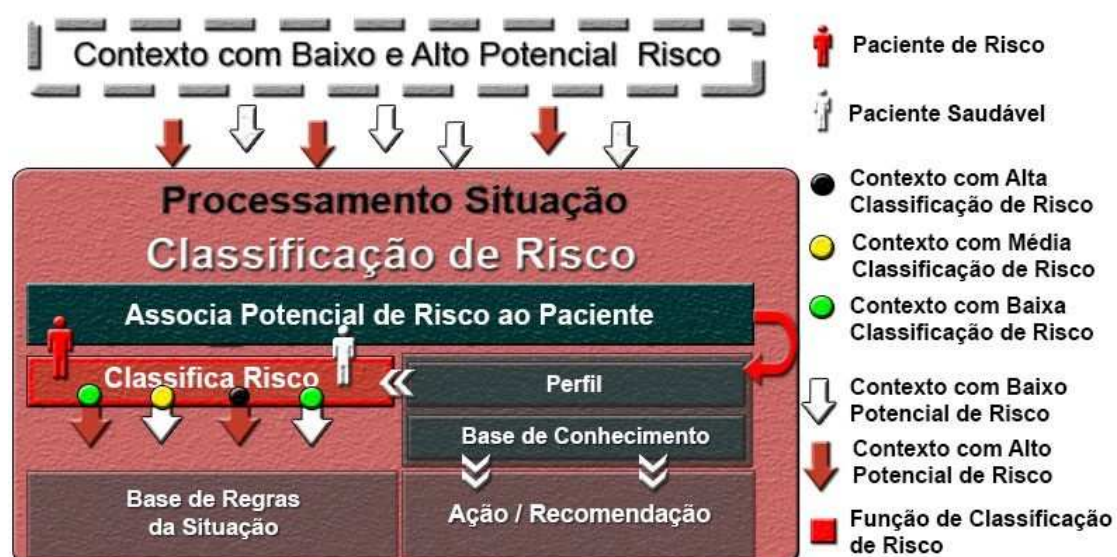 Contexto com Baixo e Alto Potencial Risco
Processamento Situação
Classificação de Risco
Associa Potencial de Risco ao Paciente
Classifica Risco
Perfil
Base de Conhecimento
Base de Regras
da Situação
Ação / Recomendação
Paciente de Risco
Paciente Saudável
Contexto com Alta
Classificação de Risco
Contexto com Média
Classificação de Risco
Contexto com Baixa
Classificação de Risco
Contexto com Baixo
Potencial de Risco
Contexto com Alto
Potencial de Risco
Função de Classificação
de Risco